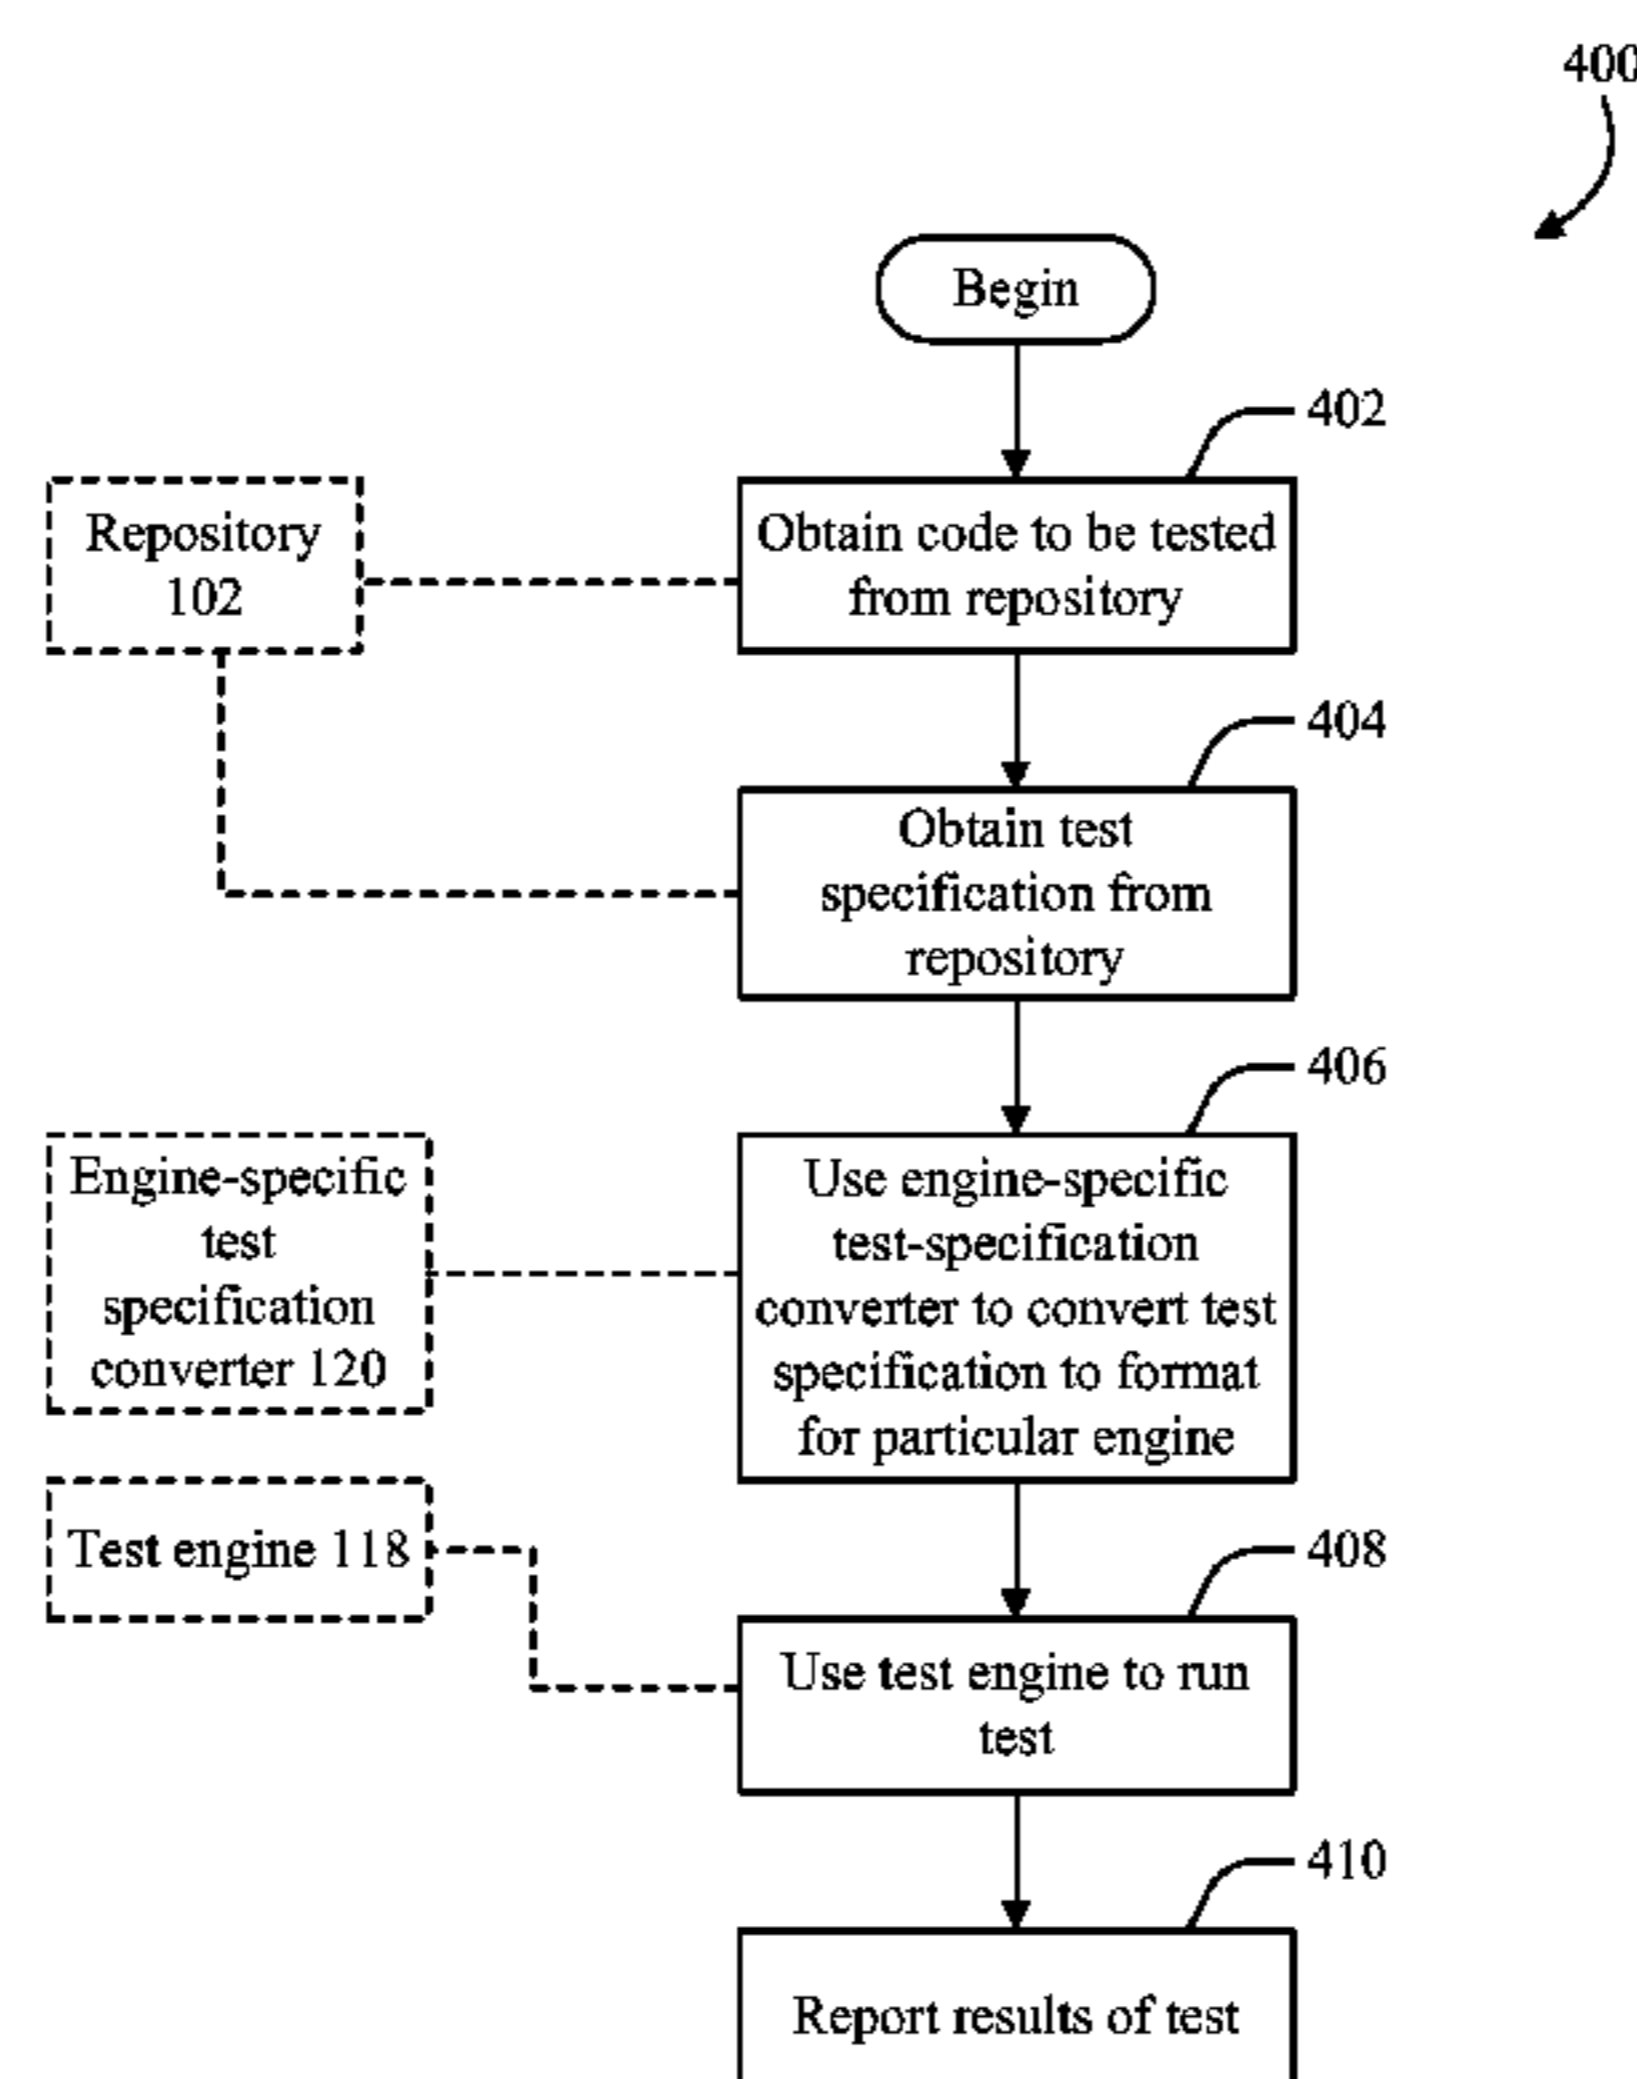 400
Begin
402
Repository
102
Obtain code to be tested
from repository
404
Obtain test
specification from
repository
406
Engine-specific
test
specification
converter 120
Use engine-specific
test-specification
converter to convert test
specification to format
for particular engine
Test engine 118
408
Use test engine to run
test
410
Report results of test